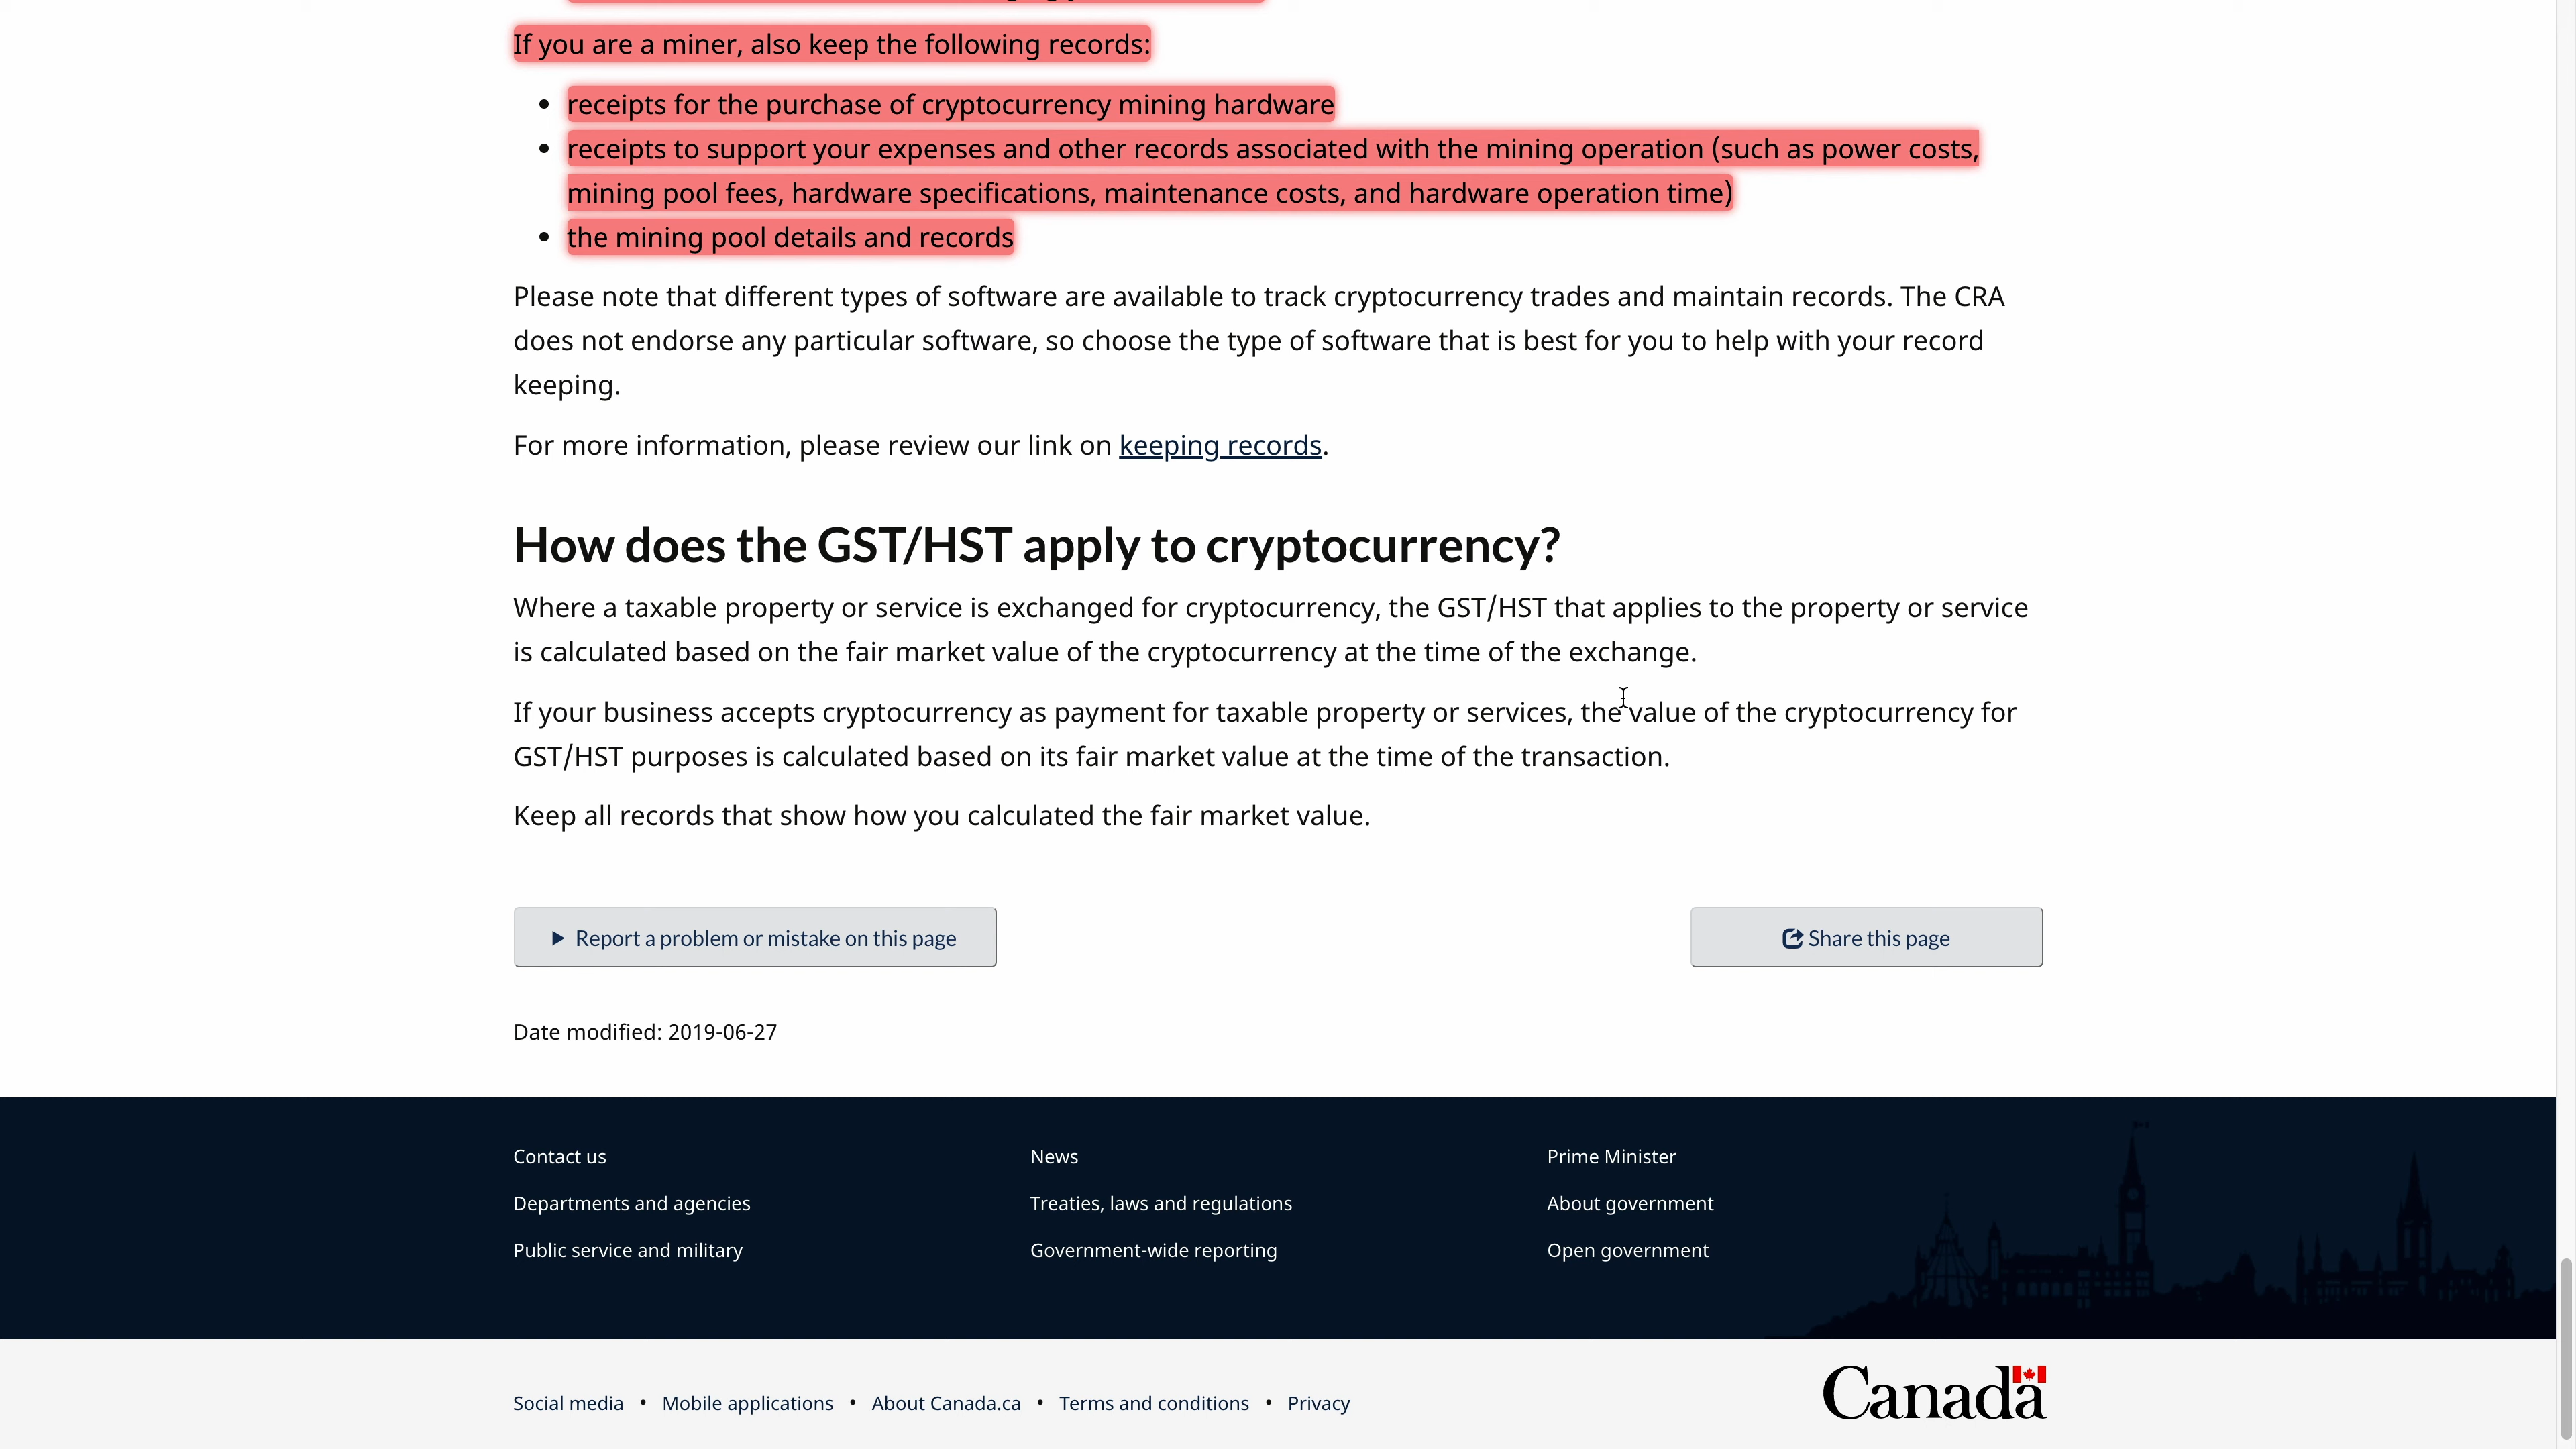 If you are a miner, also keep the following records:
• receipts for the purchase of cryptocurrency mining hardware
• receipts to support your expenses and other records associated with the mining operation (such as power costs,
mining pool fees, hardware specifications, maintenance costs, and hardware operation time)
• the mining pool details and records
Please note that different types of software are available to track cryptocurrency trades and maintain records. The CRA
does not endorse any particular software, so choose the type of software that is best for you to help with your record
keeping.
For more information, please review our link on keeping records.
How does the GST/HST apply to cryptocurrency?
Where a taxable property or service is exchanged for cryptocurrency, the GST/HST that applies to the property or service
is calculated based on the fair market value of the cryptocurrency at the time of the exchange.
If your business accepts cryptocurrency as payment for taxable property or services, the value of the cryptocurrency for
GST/HST purposes is calculated based on its fair market value at the time of the transaction.
Keep all records that show how you calculated the fair market value.
▶ Report a problem or mistake on this page
Share this page
Date modified: 2019-06-27
Contact us
News
Prime Minister
Departments and agencies
Treaties, laws and regulations
About government
Public service and military
Government-wide reporting
Open government
Social media • Mobile applications • About Canada.ca • Terms and conditions • Privacy
Canada